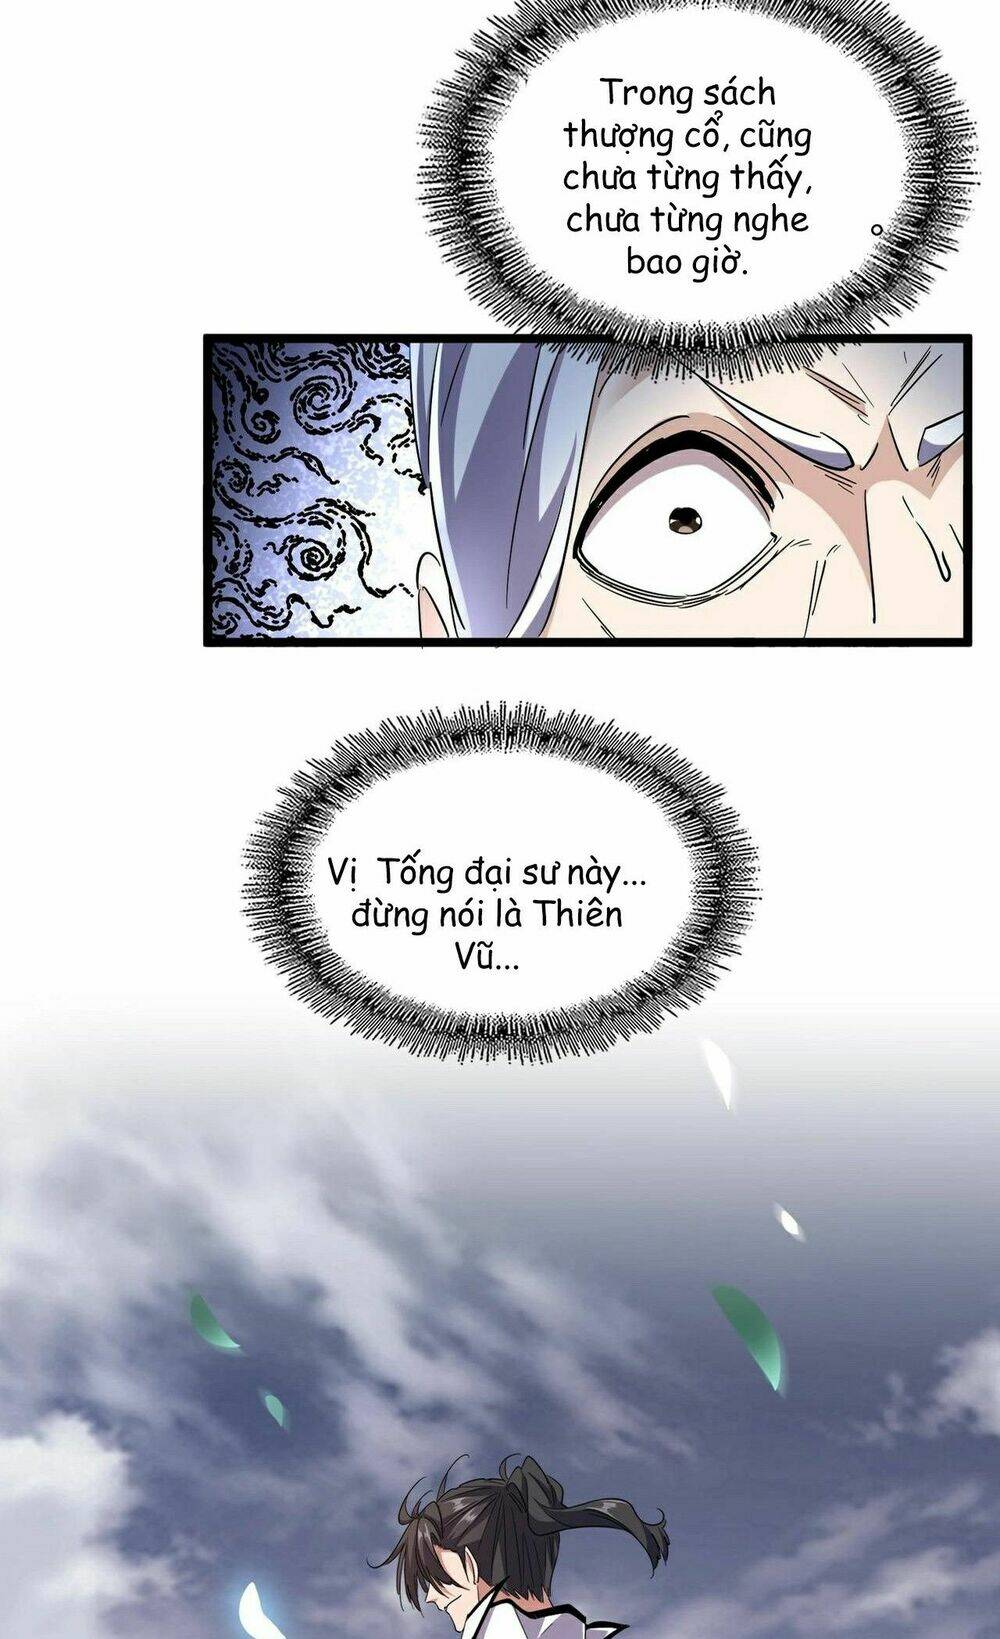 Trong sách
thượng cổ, cũng
chưa từng thấy,
chưa từng nghe
bao giờ.
Vị Tống đại sư này...
đừng nói là Thiên
Vũ...